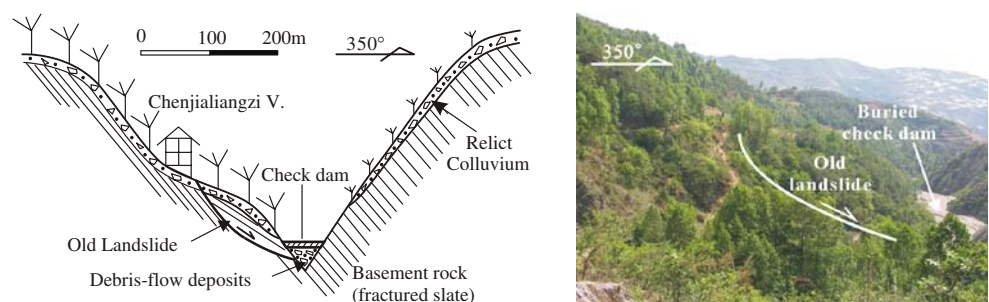 0 100 200m
350°
Chenjialiangzi V.
Relict
Colluvium
Check dam
Old Landslide
Debris-flow deposits
Basement rock
(fractured slate)
350°
Buried
check dam
Old
landslide